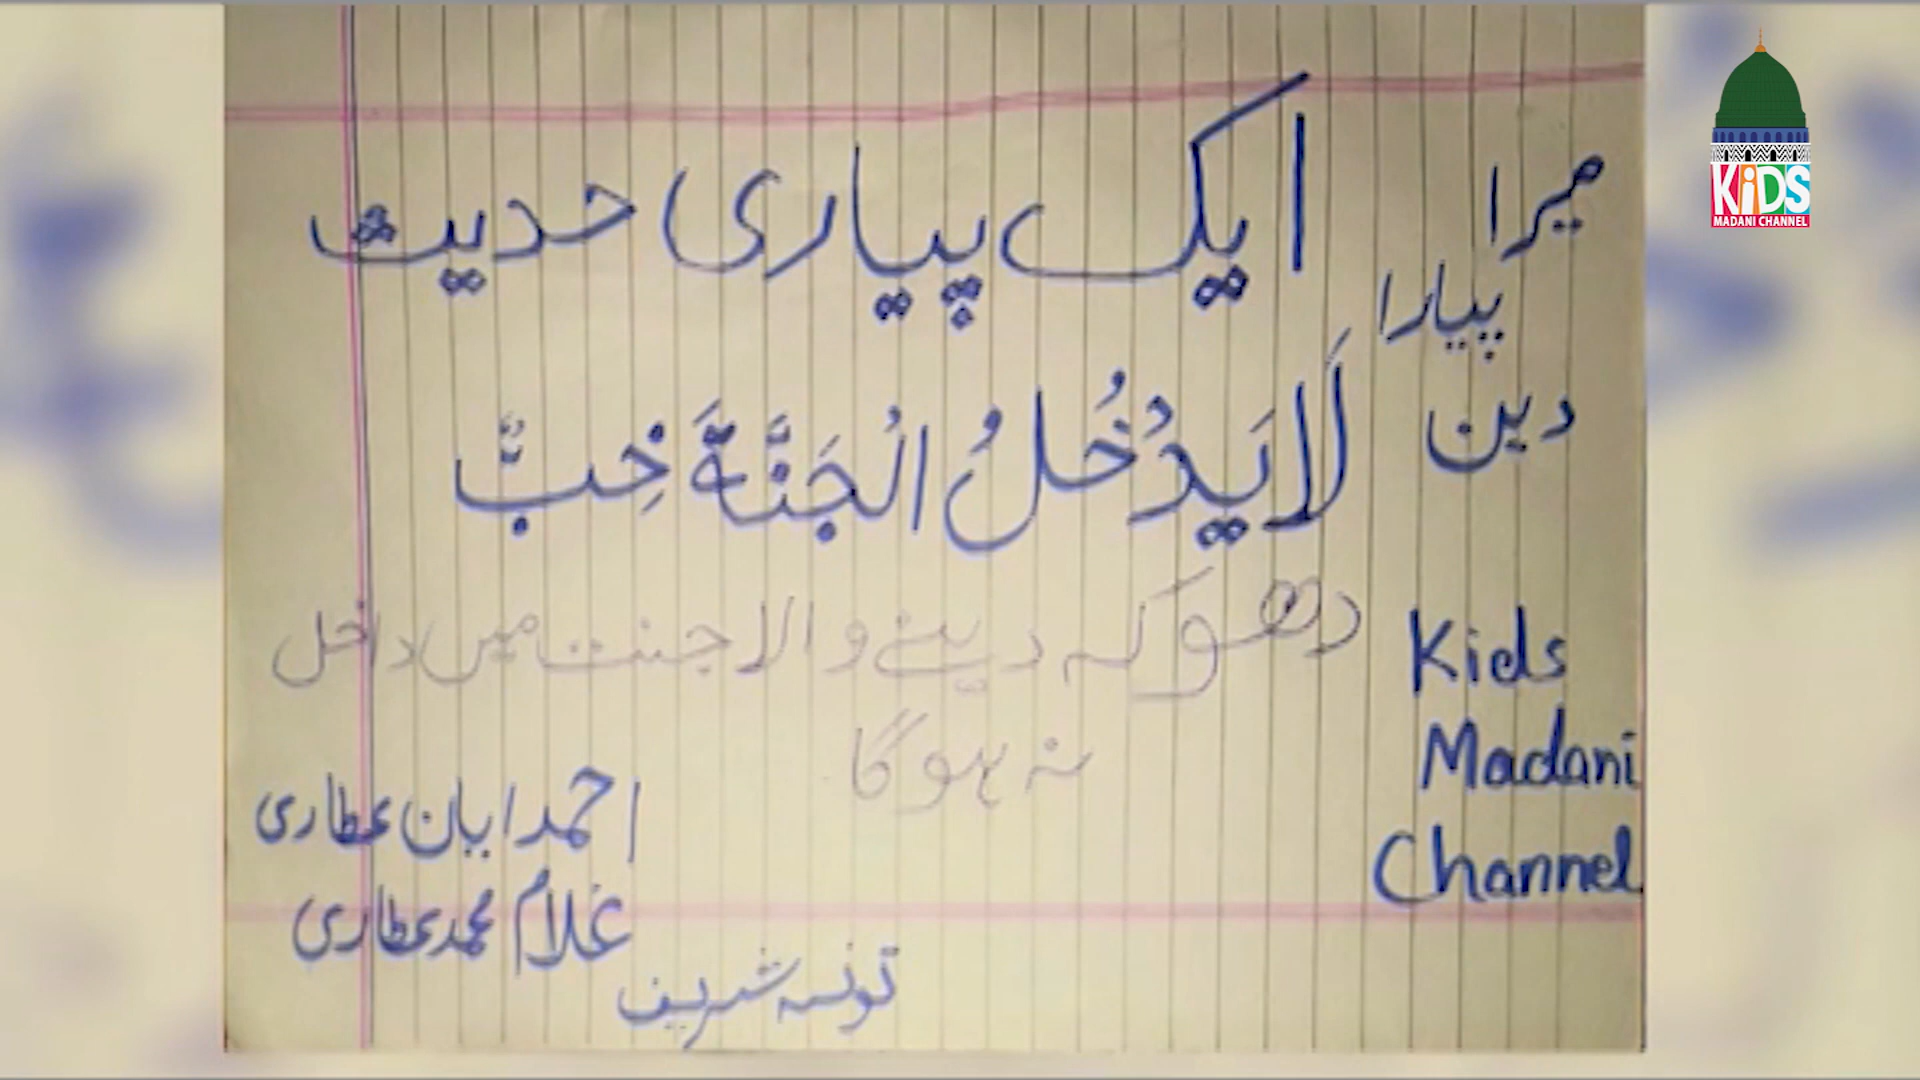 ایک پیاری حدیث
میرا
پیارا
دین
لَا یَدْخُلُ الْجَنَّةَ خِبٌّ
دھوکہ دینے والا جنت میں داخل
نہ ہوگا
Kids
Madani
Channel
احمد ابان عطاری
غلام محمد عطاری
تونسہ شریف
KiDS
MADANI CHANNEL